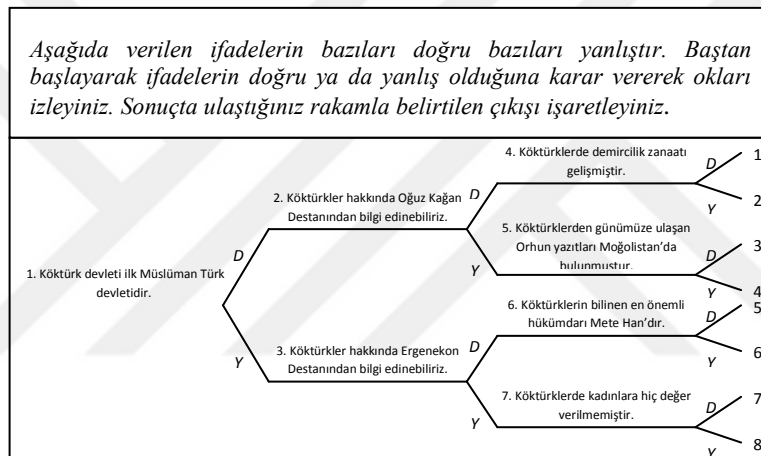 Aşağıda verilen ifadelerin bazıları doğru bazıları yanlıştır. Baştan
başlayarak ifadelerin doğru ya da yanlış olduğuna karar vererek okları
izleyiniz. Sonuçta ulaştığınız rakamla belirtilen çıkışı işaretleyiniz.
4. Köktürklerde demircilik zanaatı
gelişmiştir.
D
1
Y
2
2. Köktürkler hakkında Oğuz Kağan
Destanından bilgi edinebiliriz.
D
Y
5. Köktürklerden günümüze ulaşan
Orhun yazıtları Moğolistan’da
bulunmuştur.
D
3
Y
4
1. Köktürk devleti ilk Müslüman Türk
devletidir.
D
Y
6. Köktürklerin bilinen en önemli
hükümdarı Mete Han’dır.
D
5
Y
6
3. Köktürkler hakkında Ergenekon
Destanından bilgi edinebiliriz.
D
Y
7. Köktürklerde kadınlara hiç değer
verilmemiştir.
D
7
Y
8